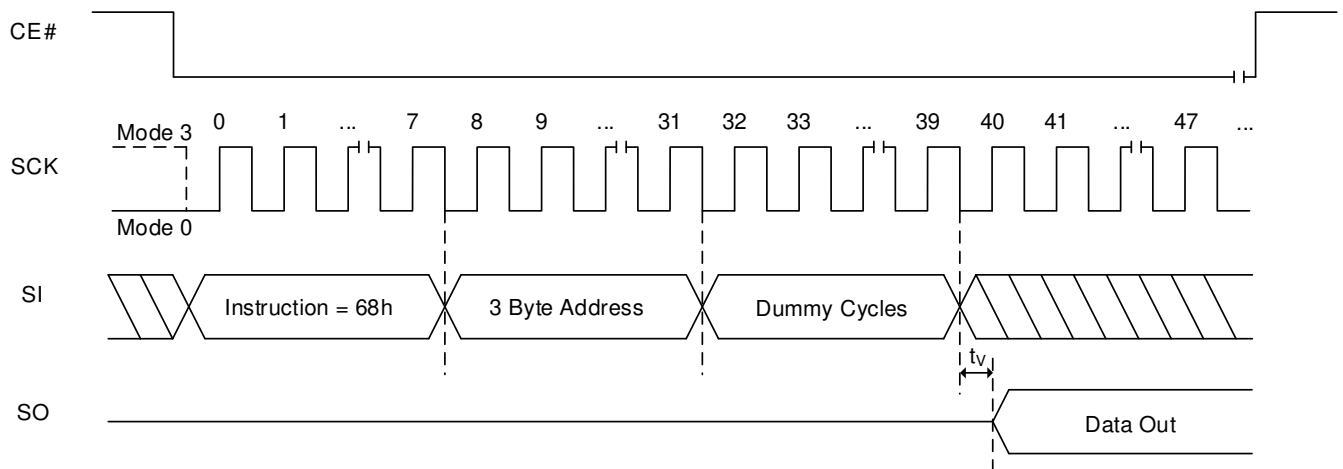 CE#
0 1 ... 7 8 9 ... 31 32 33 ... 39 40 41 ... 47 ...
Mode 3
SCK
Mode 0
SI
Instruction = 68h
3 Byte Address
Dummy Cycles
tV
SO
Data Out